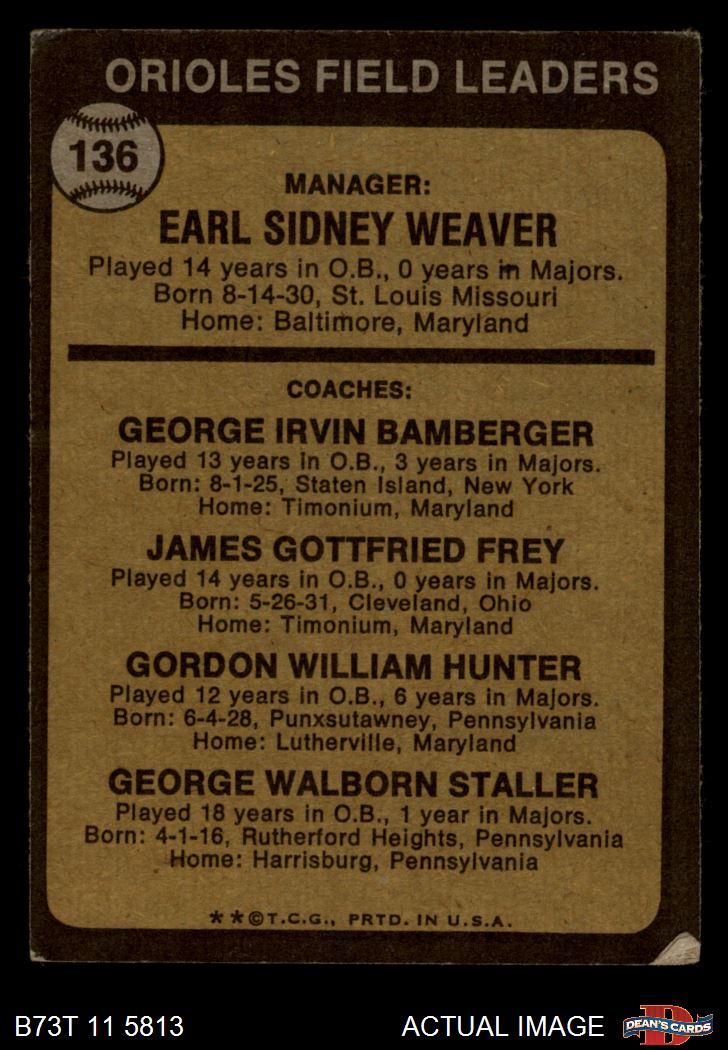 ORIOLES FIELD LEADERS
136
MANAGER:
EARL SIDNEY WEAVER
Played 14 years in O.B., 0 years in Majors.
Born 8-14-30, St. Louis Missouri
Home: Baltimore, Maryland
COACHES:
GEORGE IRVIN BAMBERGER
Played 13 years in O.B., 3 years in Majors.
Born: 8-1-25, Staten Island, New York
Home: Timonium, Maryland
JAMES GOTTFRIED FREY
Played 14 years in O.B., 0 years in Majors.
Born: 5-26-31, Cleveland, Ohio
Home: Timonium, Maryland
GORDON WILLIAM HUNTER
Played 12 years in O.B., 6 years in Majors.
Born: 6-4-28, Punxsutawney, Pennsylvania
Home: Lutherville, Maryland
GEORGE WALBORN STALLER
Played 18 years in O.B., 1 year in Majors.
Born: 4-1-16, Rutherford Heights, Pennsylvania
Home: Harrisburg, Pennsylvania
**©T.C.G., PRTD. IN U.S.A.
B73T 11 5813
ACTUAL IMAGE
D
DEAN'S CARDS